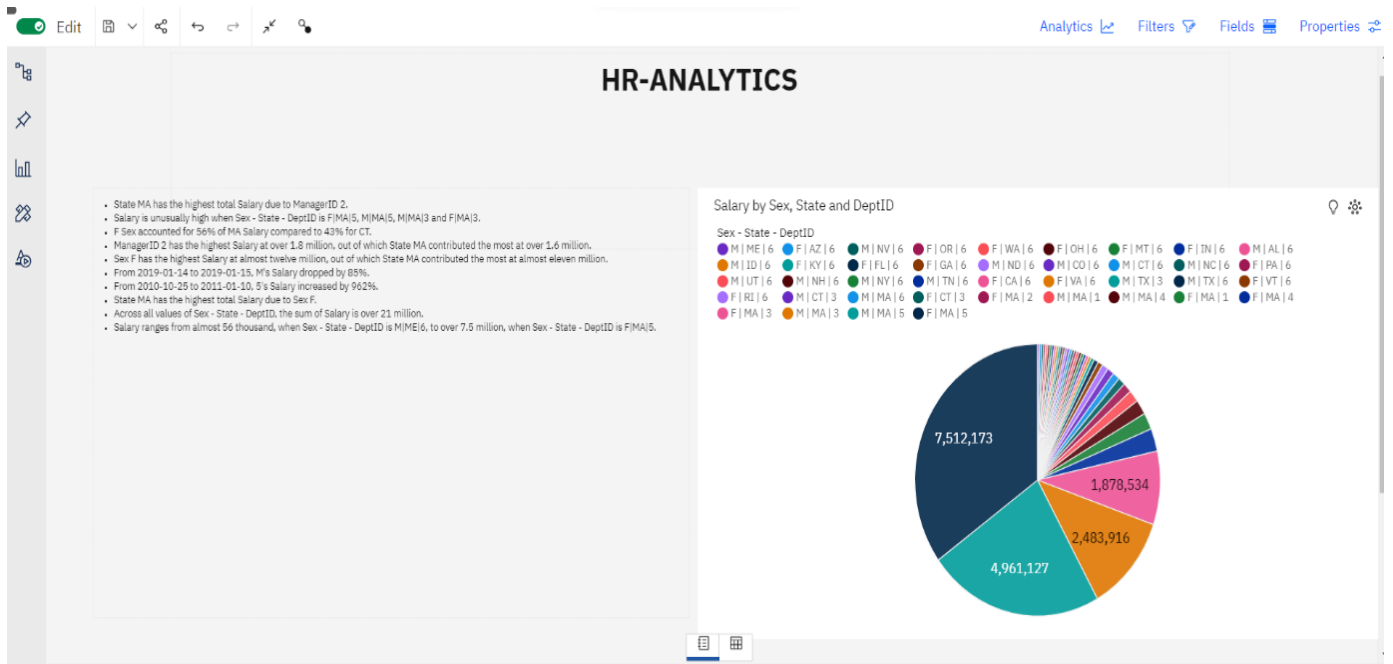 Edit
Analytics
Filters
Fields
Properties
HR-ANALYTICS
• State MA has the highest total Salary due to ManagerID 2.
• Salary is unusually high when Sex - State - DeptID is F|MA|5, M|MA|5, M|MA|3 and F|MA|3.
• F Sex accounted for 56% of MA Salary compared to 43% for CT.
• ManagerID 2 has the highest Salary at over 1.8 million, out of which State MA contributed the most at over 1.6 million.
• Sex F has the highest Salary at almost twelve million, out of which State MA contributed the most at almost eleven million.
• From 2019-01-14 to 2019-01-15, M's Salary dropped by 85%.
• From 2010-10-25 to 2011-01-10, 5's Salary increased by 962%.
• State MA has the highest total Salary due to Sex F.
• Across all values of Sex - State - DeptID, the sum of Salary is over 21 million.
• Salary ranges from almost 56 thousand, when Sex - State - DeptID is M|ME|6, to over 7.5 million, when Sex - State - DeptID is F|MA|5.
Salary by Sex, State and DeptID
Sex - State - DeptID
M|ME|6 F|AZ|6 M|NV|6 F|OR|6 F|WA|6 F|OH|6 F|MT|6 F|IN|6 M|AL|6
M|ID|6 F|KY|6 F|FL|6 F|GA|6 M|ND|6 M|CO|6 M|CT|6 M|NC|6 F|PA|6
M|UT|6 M|NH|6 M|NY|6 M|TN|6 F|CA|6 F|VA|6 M|TX|3 M|TX|6 F|VT|6
F|RI|6 M|CT|3 M|MA|6 F|CT|3 F|MA|2 M|MA|1 M|MA|4 F|MA|1 F|MA|4
F|MA|3 M|MA|3 M|MA|5 F|MA|5
7,512,173
1,878,534
2,483,916
4,961,127